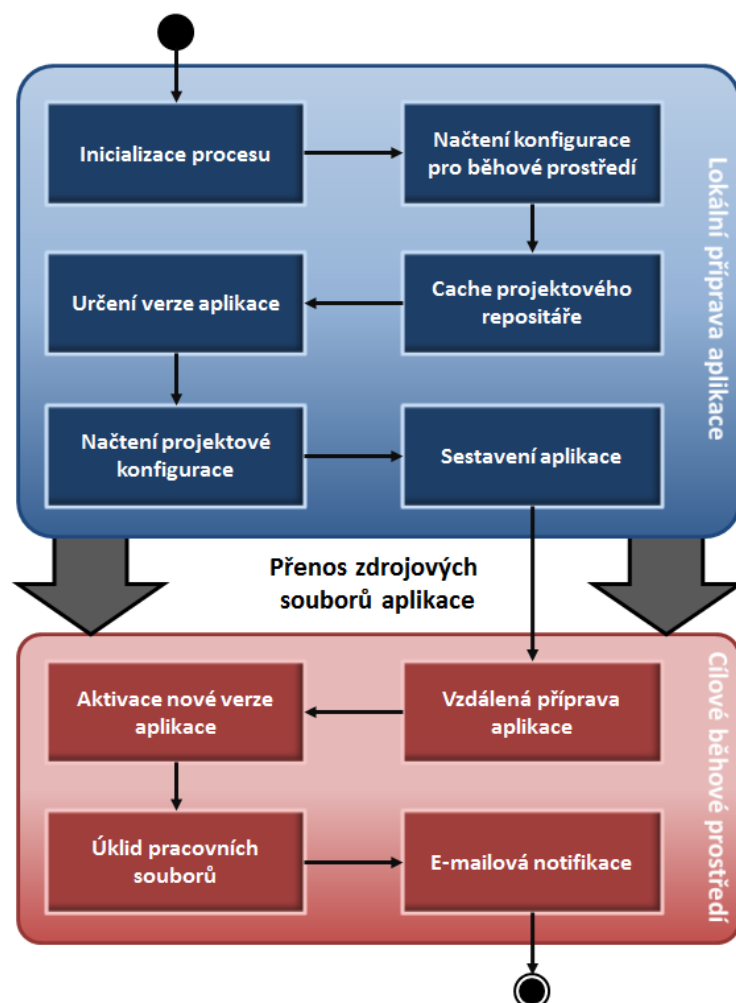 Inicializace procesu
Načtení konfigurace
pro běhové prostředí
Lokální příprava aplikace
Určení verze aplikace
Cache projektového
repositáře
Načtení projektové
konfigurace
Sestavení aplikace
Přenos zdrojových
souborů aplikace
Aktivace nové verze
aplikace
Vzdálená příprava
aplikace
Cílové běhové prostředí
Úklid pracovních
souborů
E-mailová notifikace